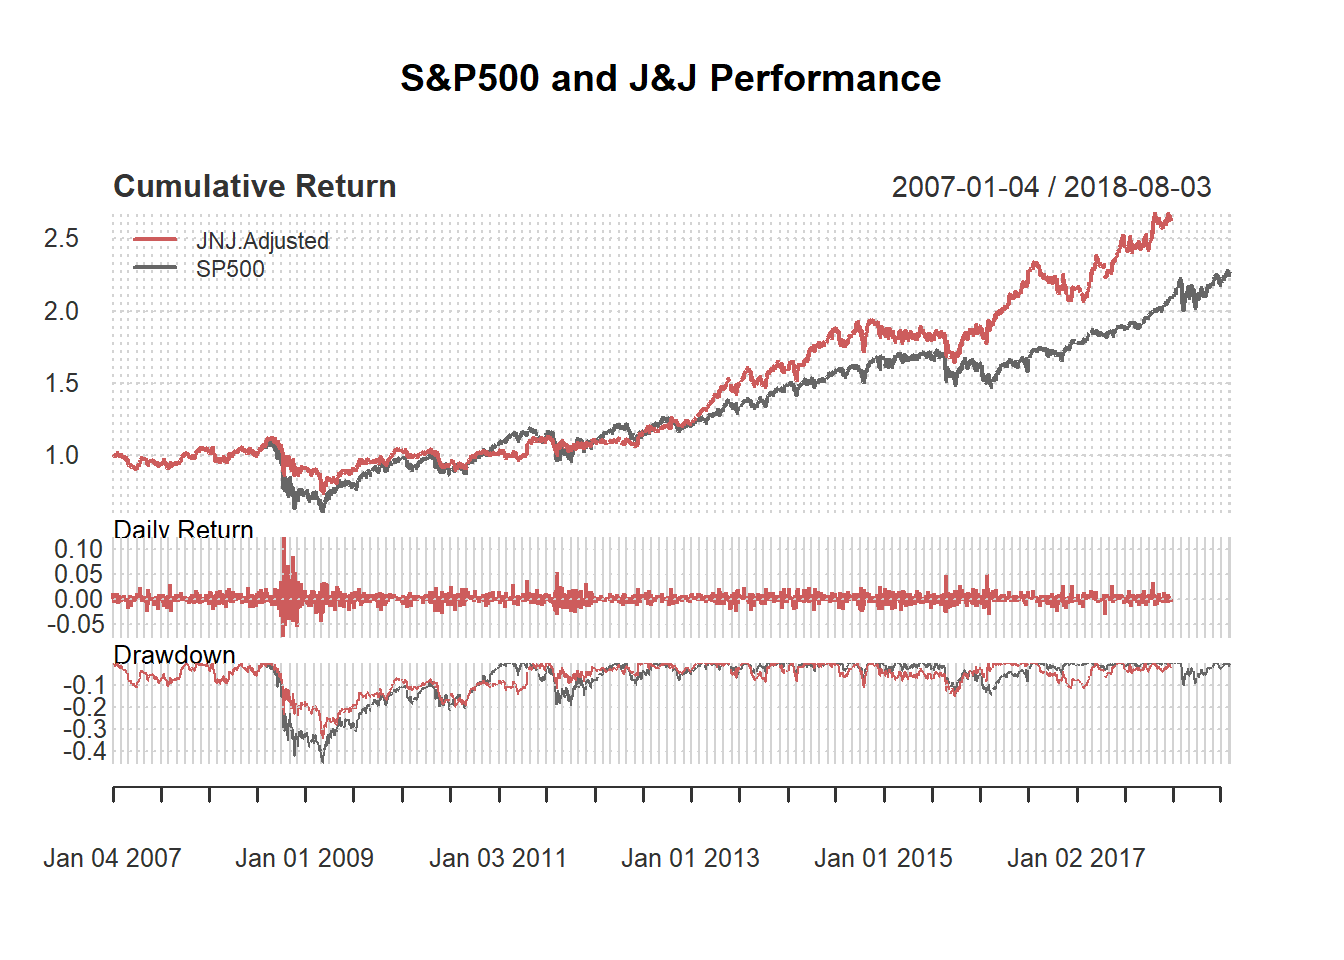 S&P500 and J&J Performance
Cumulative Return 2007-01-04 / 2018-08-03
JNJ.Adjusted
SP500
2.5
2.0
1.5
1.0
Daily Return
0.10
0.05
0.00
-0.05
Drawdown
-0.1
-0.2
-0.3
-0.4
Jan 04 2007 Jan 01 2009 Jan 03 2011 Jan 01 2013 Jan 01 2015 Jan 02 2017